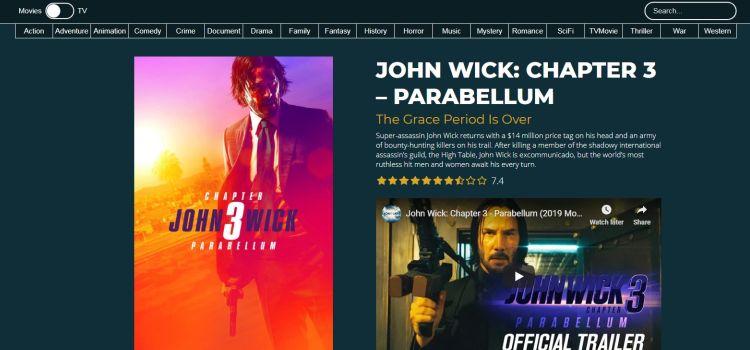 Movies TV Search...
Action Adventure Animation Comedy Crime Document Drama Family Fantasy History Horror Music Mystery Romance SciFi TVMovie Thriller War Western
JOHN WICK: CHAPTER 3
– PARABELLUM
The Grace Period Is Over
Super-assassin John Wick returns with a $14 million price tag on his head and an army
of bounty-hunting killers on his trail. After killing a member of the shadowy international
assassin's guild, the High Table, John Wick is excommunicado, but the world's most
ruthless hit men and women await his every turn.
7.4
CHAPTER
JOHN 3 WICK
PARABELLUM
John Wick: Chapter 3 - Parabellum (2019 Mo...
Watch later Share
JOHN WICK 3
CHAPTER
PARABELLUM
OFFICIAL TRAILER